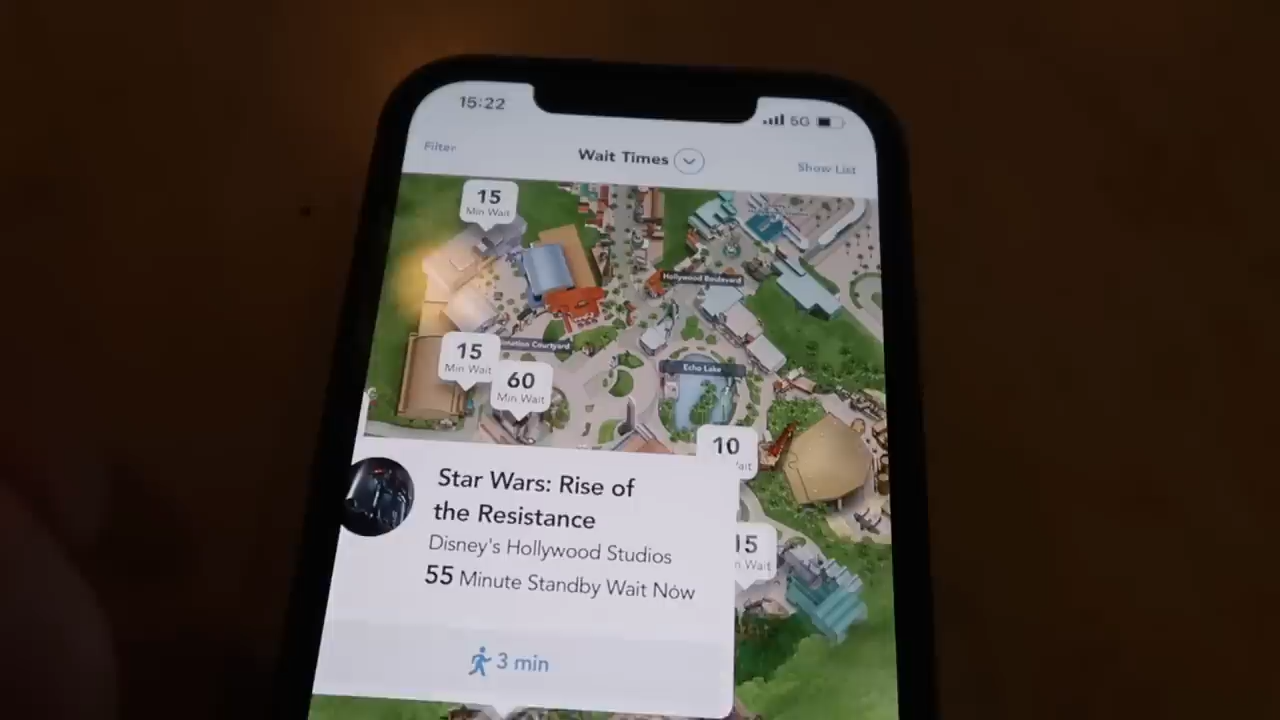 15:22
5G
Filter
Wait Times
Show List
15
Min Wait
Hollywood Boulevard
15
Min Wait
Courtyard
60
Min Wait
Echo Lake
10
Star Wars: Rise of
the Resistance
Disney's Hollywood Studios
55 Minute Standby Wait Now
15
Wait
3 min